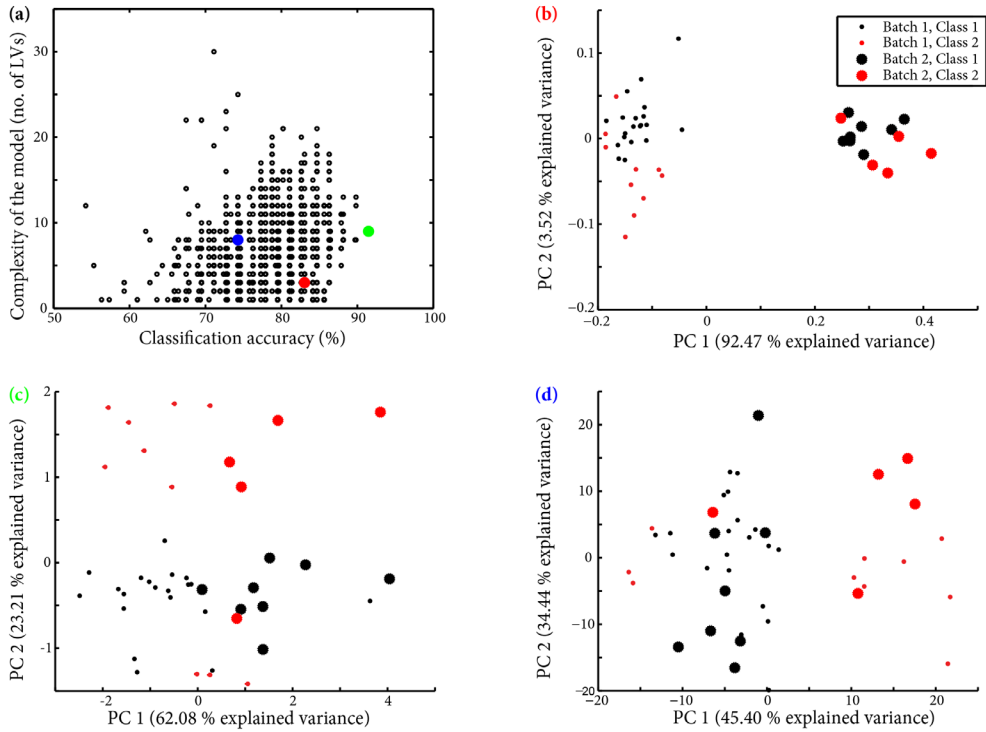 (a)
Complexity of the model (no. of LVs)
30
20
10
0
50
60
70
80
90
100
Classification accuracy (%)
(b)
PC 2 (3.52 % explained variance)
0.1
0
−0.1
−0.2
−0.2
0
0.2
0.4
PC 1 (92.47 % explained variance)
Batch 1, Class 1
Batch 1, Class 2
Batch 2, Class 1
Batch 2, Class 2
(c)
PC 2 (23.21 % explained variance)
2
1
0
-1
-2
0
2
4
PC 1 (62.08 % explained variance)
(d)
PC 2 (34.44 % explained variance)
20
10
0
−10
−20
−20
−10
0
10
20
PC 1 (45.40 % explained variance)